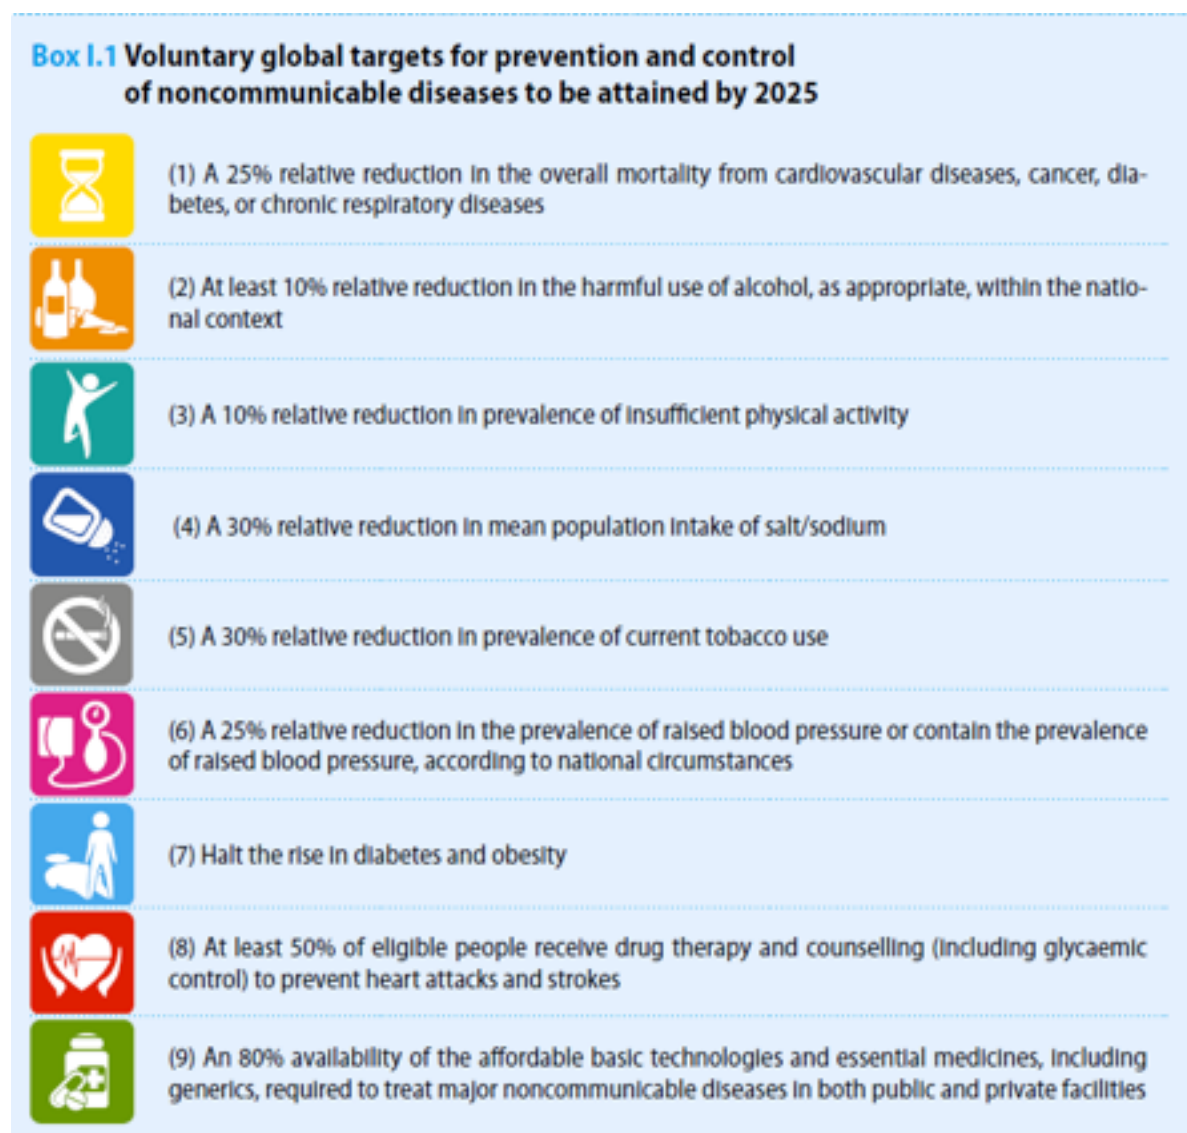 Box I.1 Voluntary global targets for prevention and control
of noncommunicable diseases to be attained by 2025
(1) A 25% relative reduction in the overall mortality from cardiovascular diseases, cancer, dia-
betes, or chronic respiratory diseases
(2) At least 10% relative reduction in the harmful use of alcohol, as appropriate, within the natio-
nal context
(3) A 10% relative reduction in prevalence of insufficient physical activity
(4) A 30% relative reduction in mean population intake of salt/sodium
(5) A 30% relative reduction in prevalence of current tobacco use
(6) A 25% relative reduction in the prevalence of raised blood pressure or contain the prevalence
of raised blood pressure, according to national circumstances
(7) Halt the rise in diabetes and obesity
(8) At least 50% of eligible people receive drug therapy and counselling (including glycaemic
control) to prevent heart attacks and strokes
(9) An 80% availability of the affordable basic technologies and essential medicines, including
generics, required to treat major noncommunicable diseases in both public and private facilities